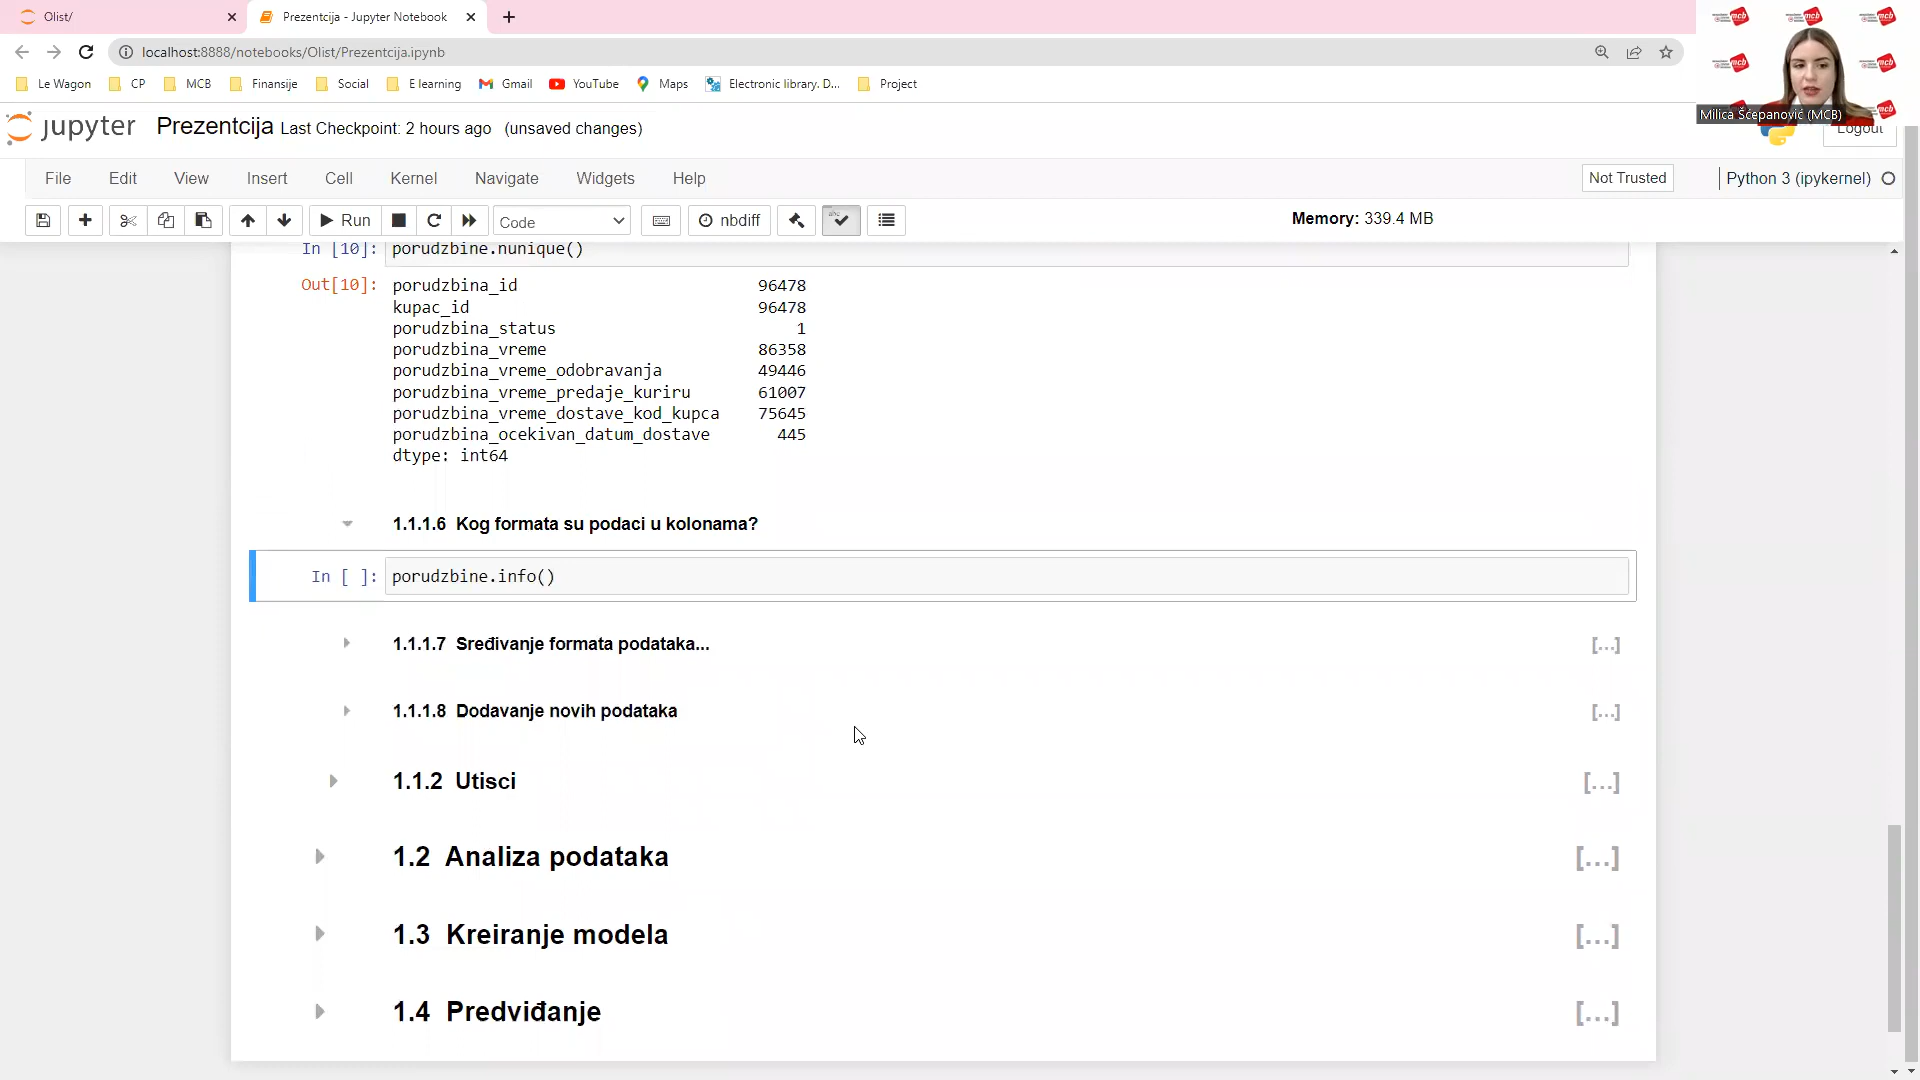 Olist/
Prezentcija - Jupyter Notebook
localhost:8888/notebooks/Olist/Prezentcija.ipynb
Le Wagon
CP
MCB
Finansije
Social
E learning
Gmail
YouTube
Maps
Electronic library. D...
Project
Milica Šćepanović (MCB)
jupyter Prezentcija Last Checkpoint: 2 hours ago (unsaved changes)
Logout
File Edit View Insert Cell Kernel Navigate Widgets Help
Not Trusted
Python 3 (ipykernel)
Run
Code
nbdiff
Memory: 339.4 MB
In [10]: porudzbine.nunique()
Out[10]: porudzbina_id 96478
kupac_id 96478
porudzbina_status 1
porudzbina_vreme 86358
porudzbina_vreme_odobravanja 49446
porudzbina_vreme_predaje_kuriru 61007
porudzbina_vreme_dostave_kod_kupca 75645
porudzbina_ocekivan_datum_dostave 445
dtype: int64
1.1.1.6 Kog formata su podaci u kolonama?
In [ ]: porudzbine.info()
1.1.1.7 Sređivanje formata podataka...
[...]
1.1.1.8 Dodavanje novih podataka
[...]
1.1.2 Utisci
[...]
1.2 Analiza podataka
[...]
1.3 Kreiranje modela
[...]
1.4 Predviđanje
[...]